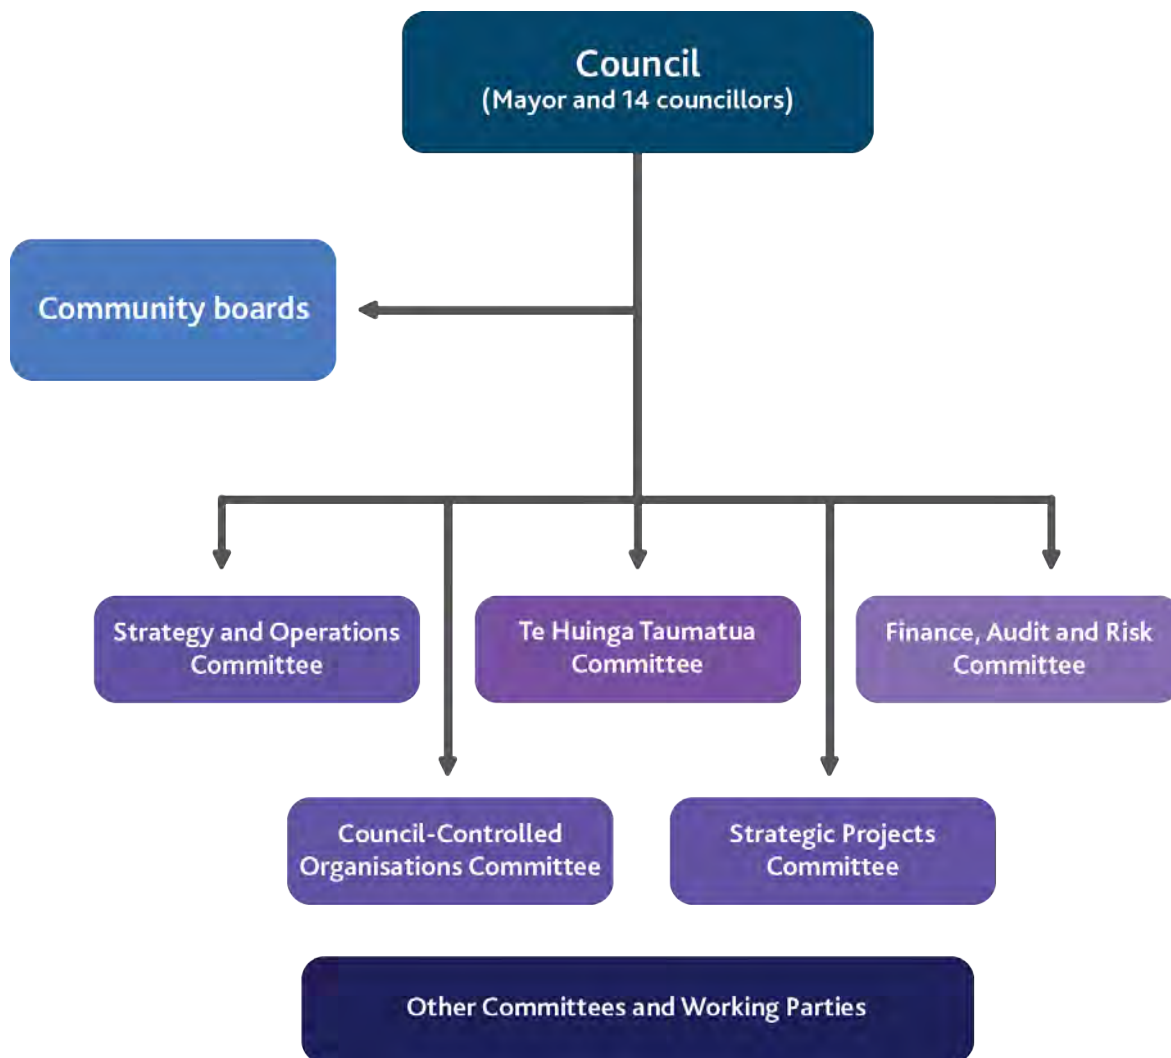 Council
(Mayor and 14 councillors)
Community boards
Strategy and Operations
Committee
Te Huinga Taumatua
Committee
Finance, Audit and Risk
Committee
Council-Controlled
Organisations Committee
Strategic Projects
Committee
Other Committees and Working Parties